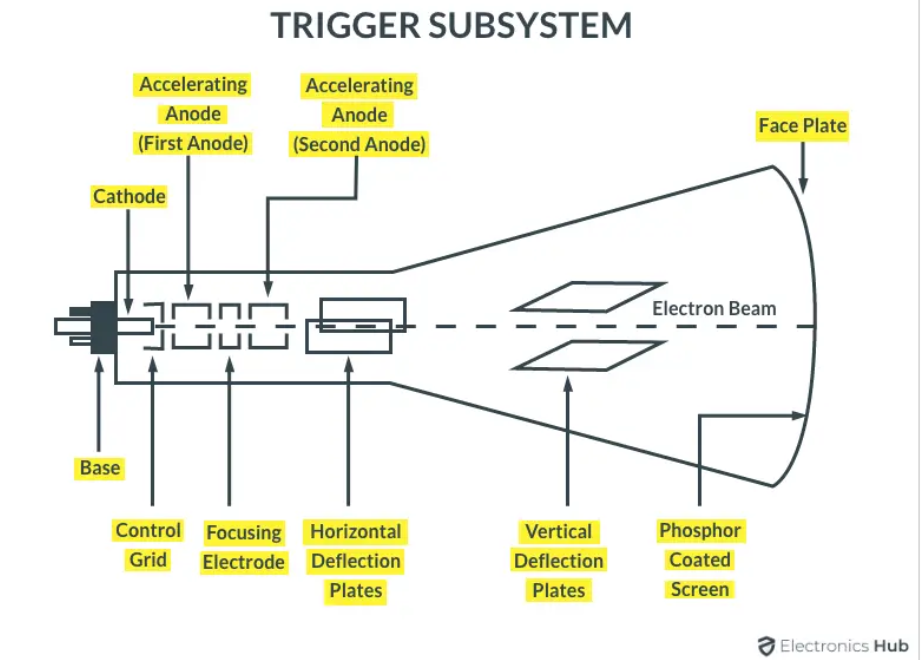 TRIGGER SUBSYSTEM
Accelerating
Anode
(First Anode)
Accelerating
Anode
(Second Anode)
Face Plate
Cathode
Electron Beam
Base
Control
Grid
Focusing
Electrode
Horizontal
Deflection
Plates
Vertical
Deflection
Plates
Phosphor
Coated
Screen
Electronics Hub